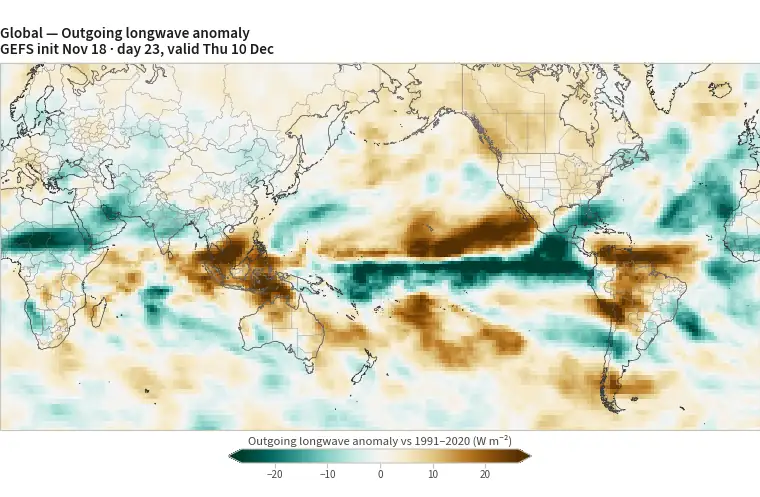 Global — Outgoing longwave anomaly
GEFS init Nov 18 · day 23, valid Thu 10 Dec
Outgoing longwave anomaly vs 1991–2020 (W m⁻²)
−20 −10 0 10 20